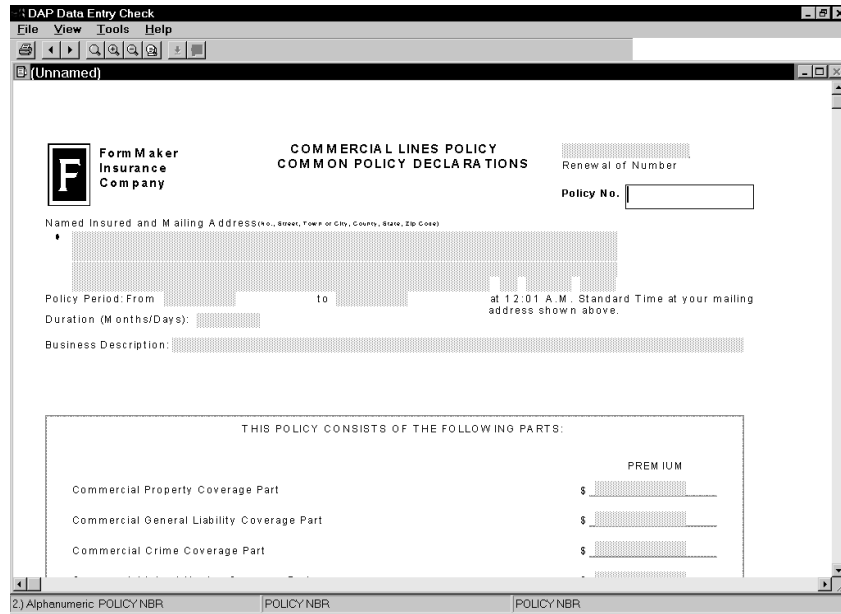 DAP Data Entry Check
File View Tools Help
(Unnamed)
F
FormMaker
Insurance
Company
COMMERCIAL LINES POLICY
COMMON POLICY DECLARATIONS
Renewal of Number
Policy No.
Named Insured and Mailing Address(No., Street, Town or City, County, State, Zip Code)
Policy Period: From to at 12:01 A.M. Standard Time at your mailing
address shown above.
Duration (Months/Days):
Business Description:
THIS POLICY CONSISTS OF THE FOLLOWING PARTS:
PREMIUM
Commercial Property Coverage Part $
Commercial General Liability Coverage Part $
Commercial Crime Coverage Part $
2.) Alphanumeric POLICY NBR POLICY NBR POLICY NBR